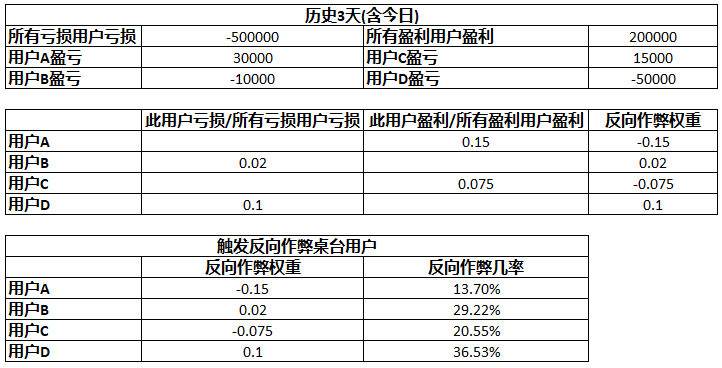 历史3天(含今日)
所有亏损用户亏损 -500000 所有盈利用户盈利 200000
用户A盈亏 30000 用户C盈亏 15000
用户B盈亏 -10000 用户D盈亏 -50000
此用户亏损/所有亏损用户亏损 此用户盈利/所有盈利用户盈利 反向作弊权重
用户A 0.15 -0.15
用户B 0.02 0.02
用户C 0.075 -0.075
用户D 0.1 0.1
触发反向作弊桌台用户
反向作弊权重 反向作弊几率
用户A -0.15 13.70%
用户B 0.02 29.22%
用户C -0.075 20.55%
用户D 0.1 36.53%